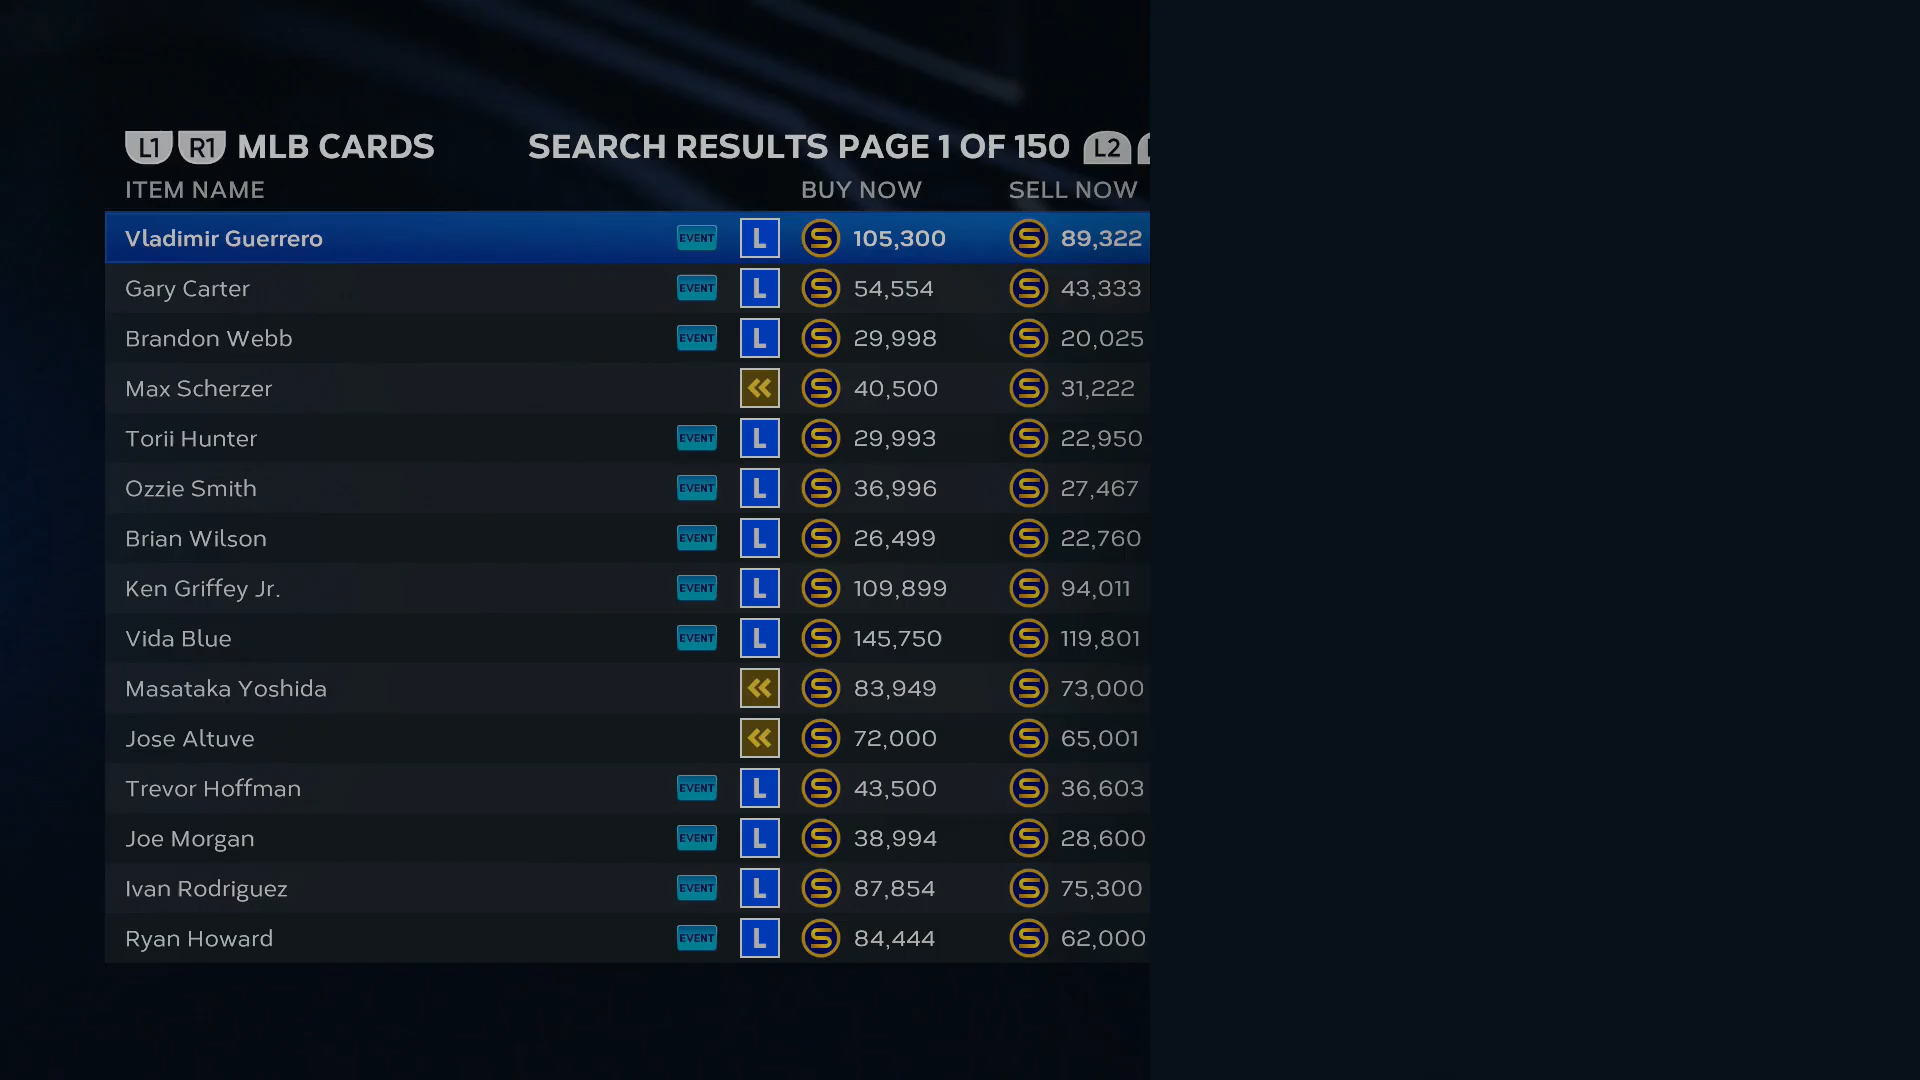 L1 R1 MLB CARDS SEARCH RESULTS PAGE 1 OF 150 L2
ITEM NAME BUY NOW SELL NOW
Vladimir Guerrero EVENT L S 105,300 S 89,322
Gary Carter EVENT L S 54,554 S 43,333
Brandon Webb EVENT L S 29,998 S 20,025
Max Scherzer S 40,500 S 31,222
Torii Hunter EVENT L S 29,993 S 22,950
Ozzie Smith EVENT L S 36,996 S 27,467
Brian Wilson EVENT L S 26,499 S 22,760
Ken Griffey Jr. EVENT L S 109,899 S 94,011
Vida Blue EVENT L S 145,750 S 119,801
Masataka Yoshida S 83,949 S 73,000
Jose Altuve S 72,000 S 65,001
Trevor Hoffman EVENT L S 43,500 S 36,603
Joe Morgan EVENT L S 38,994 S 28,600
Ivan Rodriguez EVENT L S 87,854 S 75,300
Ryan Howard EVENT L S 84,444 S 62,000